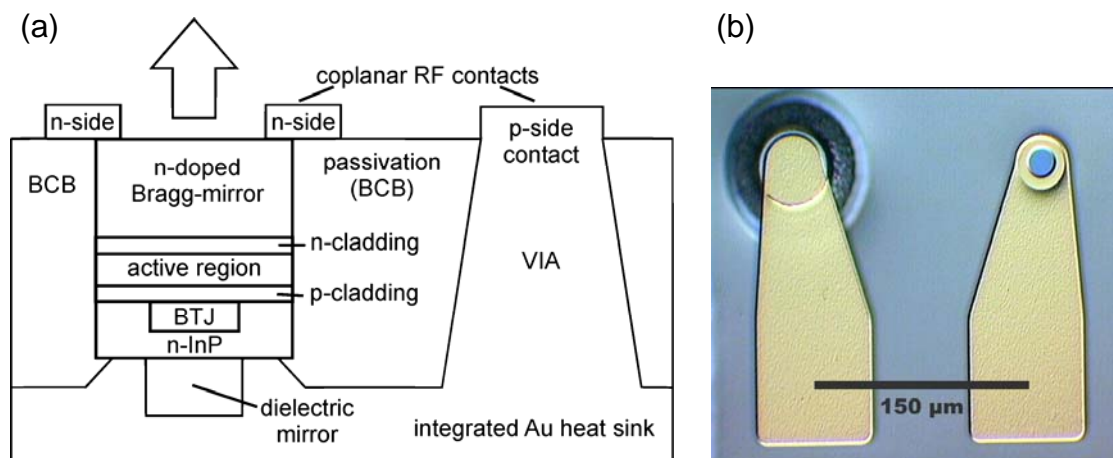 (a)
(b)
coplanar RF contacts
n-side
n-side
p-side
contact
n-doped
Bragg-mirror
BCB
passivation
(BCB)
n-cladding
active region
VIA
p-cladding
BTJ
n-InP
dielectric
mirror
integrated Au heat sink
150 µm